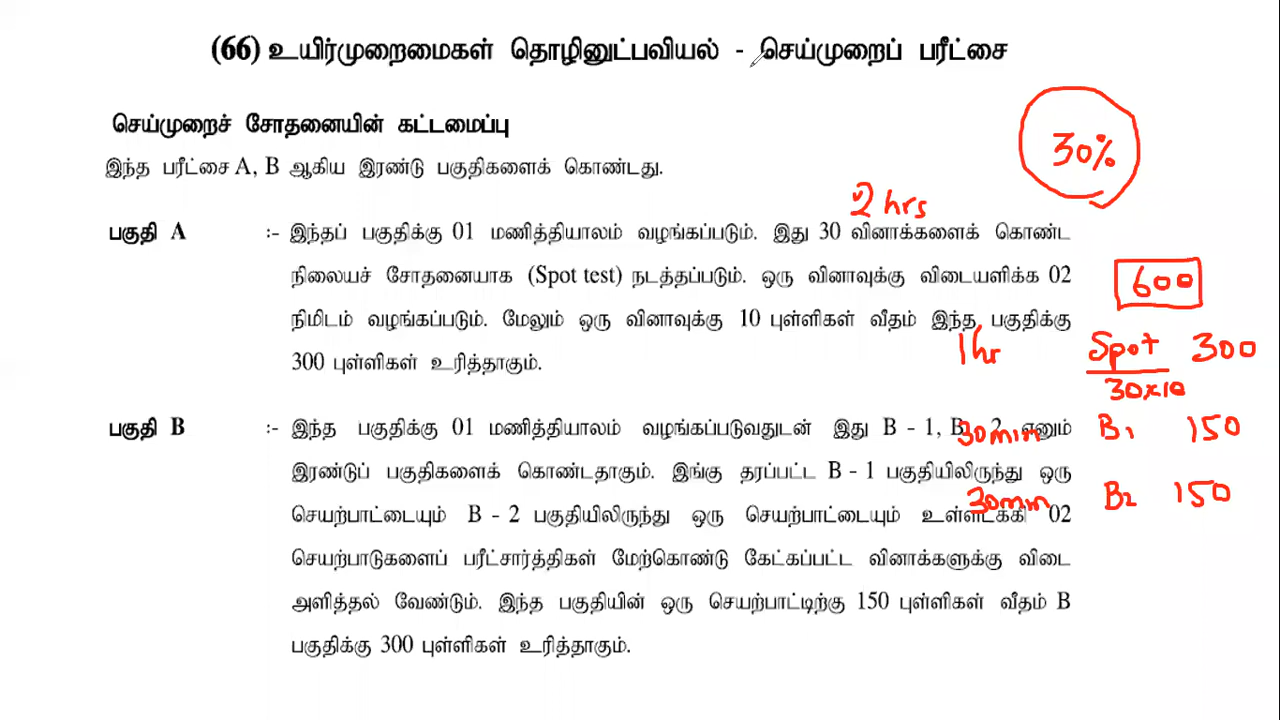 (66) உயிர்முறைமைகள் தொழினுட்பவியல் - செய்முறைப் பரீட்சை
செய்முறைச் சோதனையின் கட்டமைப்பு
30%
இந்த பரீட்சை A, B ஆகிய இரண்டு பகுதிகளைக் கொண்டது.
2 hrs
பகுதி A :- இந்தப் பகுதிக்கு 01 மணித்தியாலம் வழங்கப்படும். இது 30 வினாக்களைக் கொண்ட
நிலையச் சோதனையாக (Spot test) நடத்தப்படும். ஒரு வினாவுக்கு விடையளிக்க 02
600
நிமிடம் வழங்கப்படும். மேலும் ஒரு வினாவுக்கு 10 புள்ளிகள் வீதம் இந்த பகுதிக்கு
1 hr Spot 300
300 புள்ளிகள் உரித்தாகும்.
30x10
பகுதி B :- இந்த பகுதிக்கு 01 மணித்தியாலம் வழங்கப்படுவதுடன் இது B - 1, B - 2 எனும்
30min B1 150
இரண்டுப் பகுதிகளைக் கொண்டதாகும். இங்கு தரப்பட்ட B - 1 பகுதியிலிருந்து ஒரு
30min B2 150
செயற்பாட்டையும் B - 2 பகுதியிலிருந்து ஒரு செயற்பாட்டையும் உள்ளடக்கி 02
செயற்பாடுகளைப் பரீட்சார்த்திகள் மேற்கொண்டு கேட்கப்பட்ட வினாக்களுக்கு விடை
அளித்தல் வேண்டும். இந்த பகுதியின் ஒரு செயற்பாட்டிற்கு 150 புள்ளிகள் வீதம் B
பகுதிக்கு 300 புள்ளிகள் உரித்தாகும்.